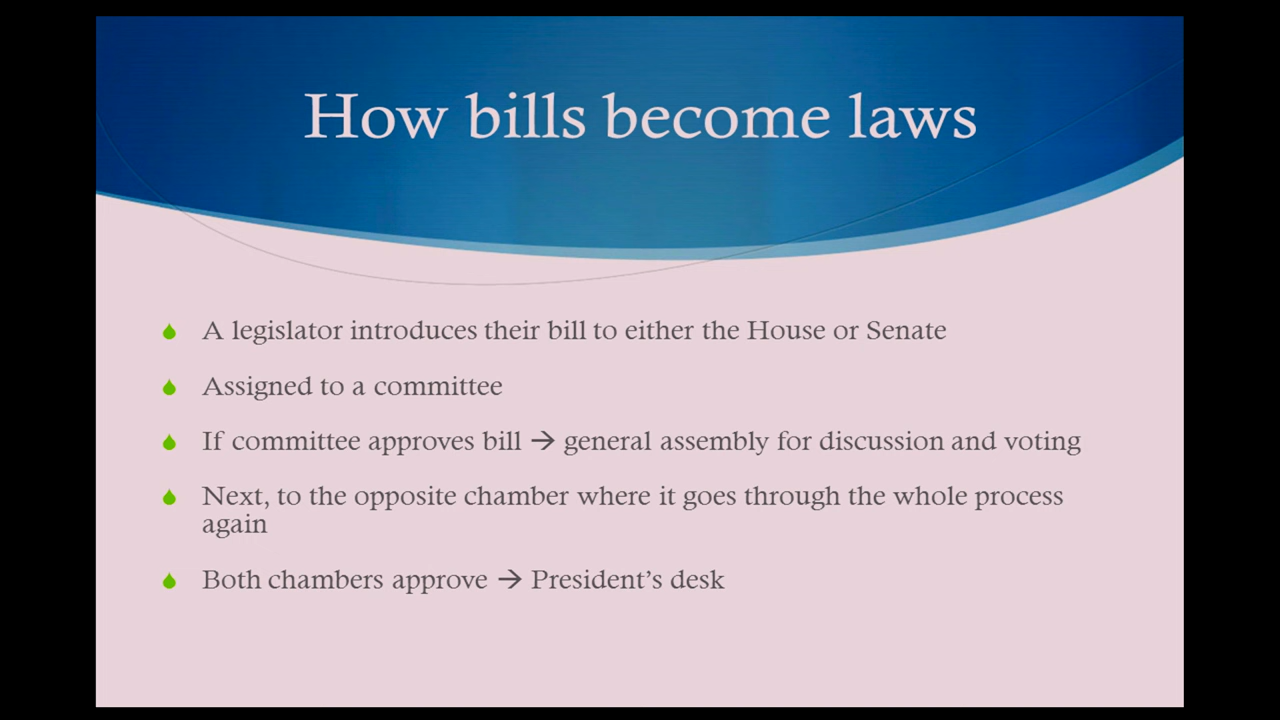 How bills become laws
A legislator introduces their bill to either the House or Senate
Assigned to a committee
If committee approves bill → general assembly for discussion and voting
Next, to the opposite chamber where it goes through the whole process
again
Both chambers approve → President’s desk